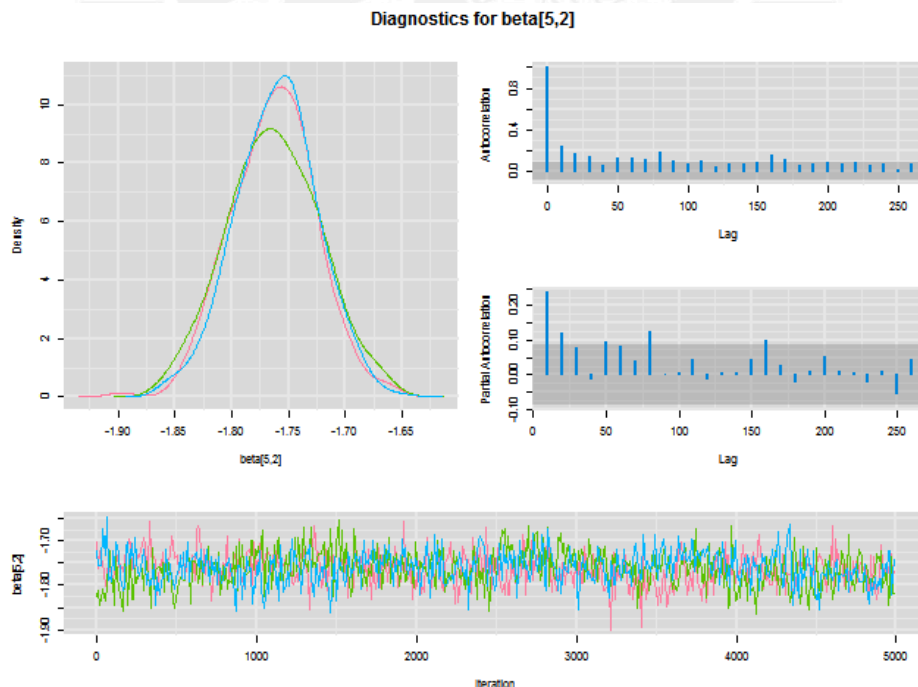 Diagnostics for beta[5,2]
Density
10
8
6
4
2
0
-1.90 -1.85 -1.80 -1.75 -1.70 -1.65
beta[5,2]
Autocorrelation
0.8
0.4
0.0
0 50 100 150 200 250
Lag
Partial Autocorrelation
0.20
0.10
0.00
-0.10
0 50 100 150 200 250
Lag
beta[5,2]
-1.70
-1.80
-1.90
0 1000 2000 3000 4000 5000
Iteration